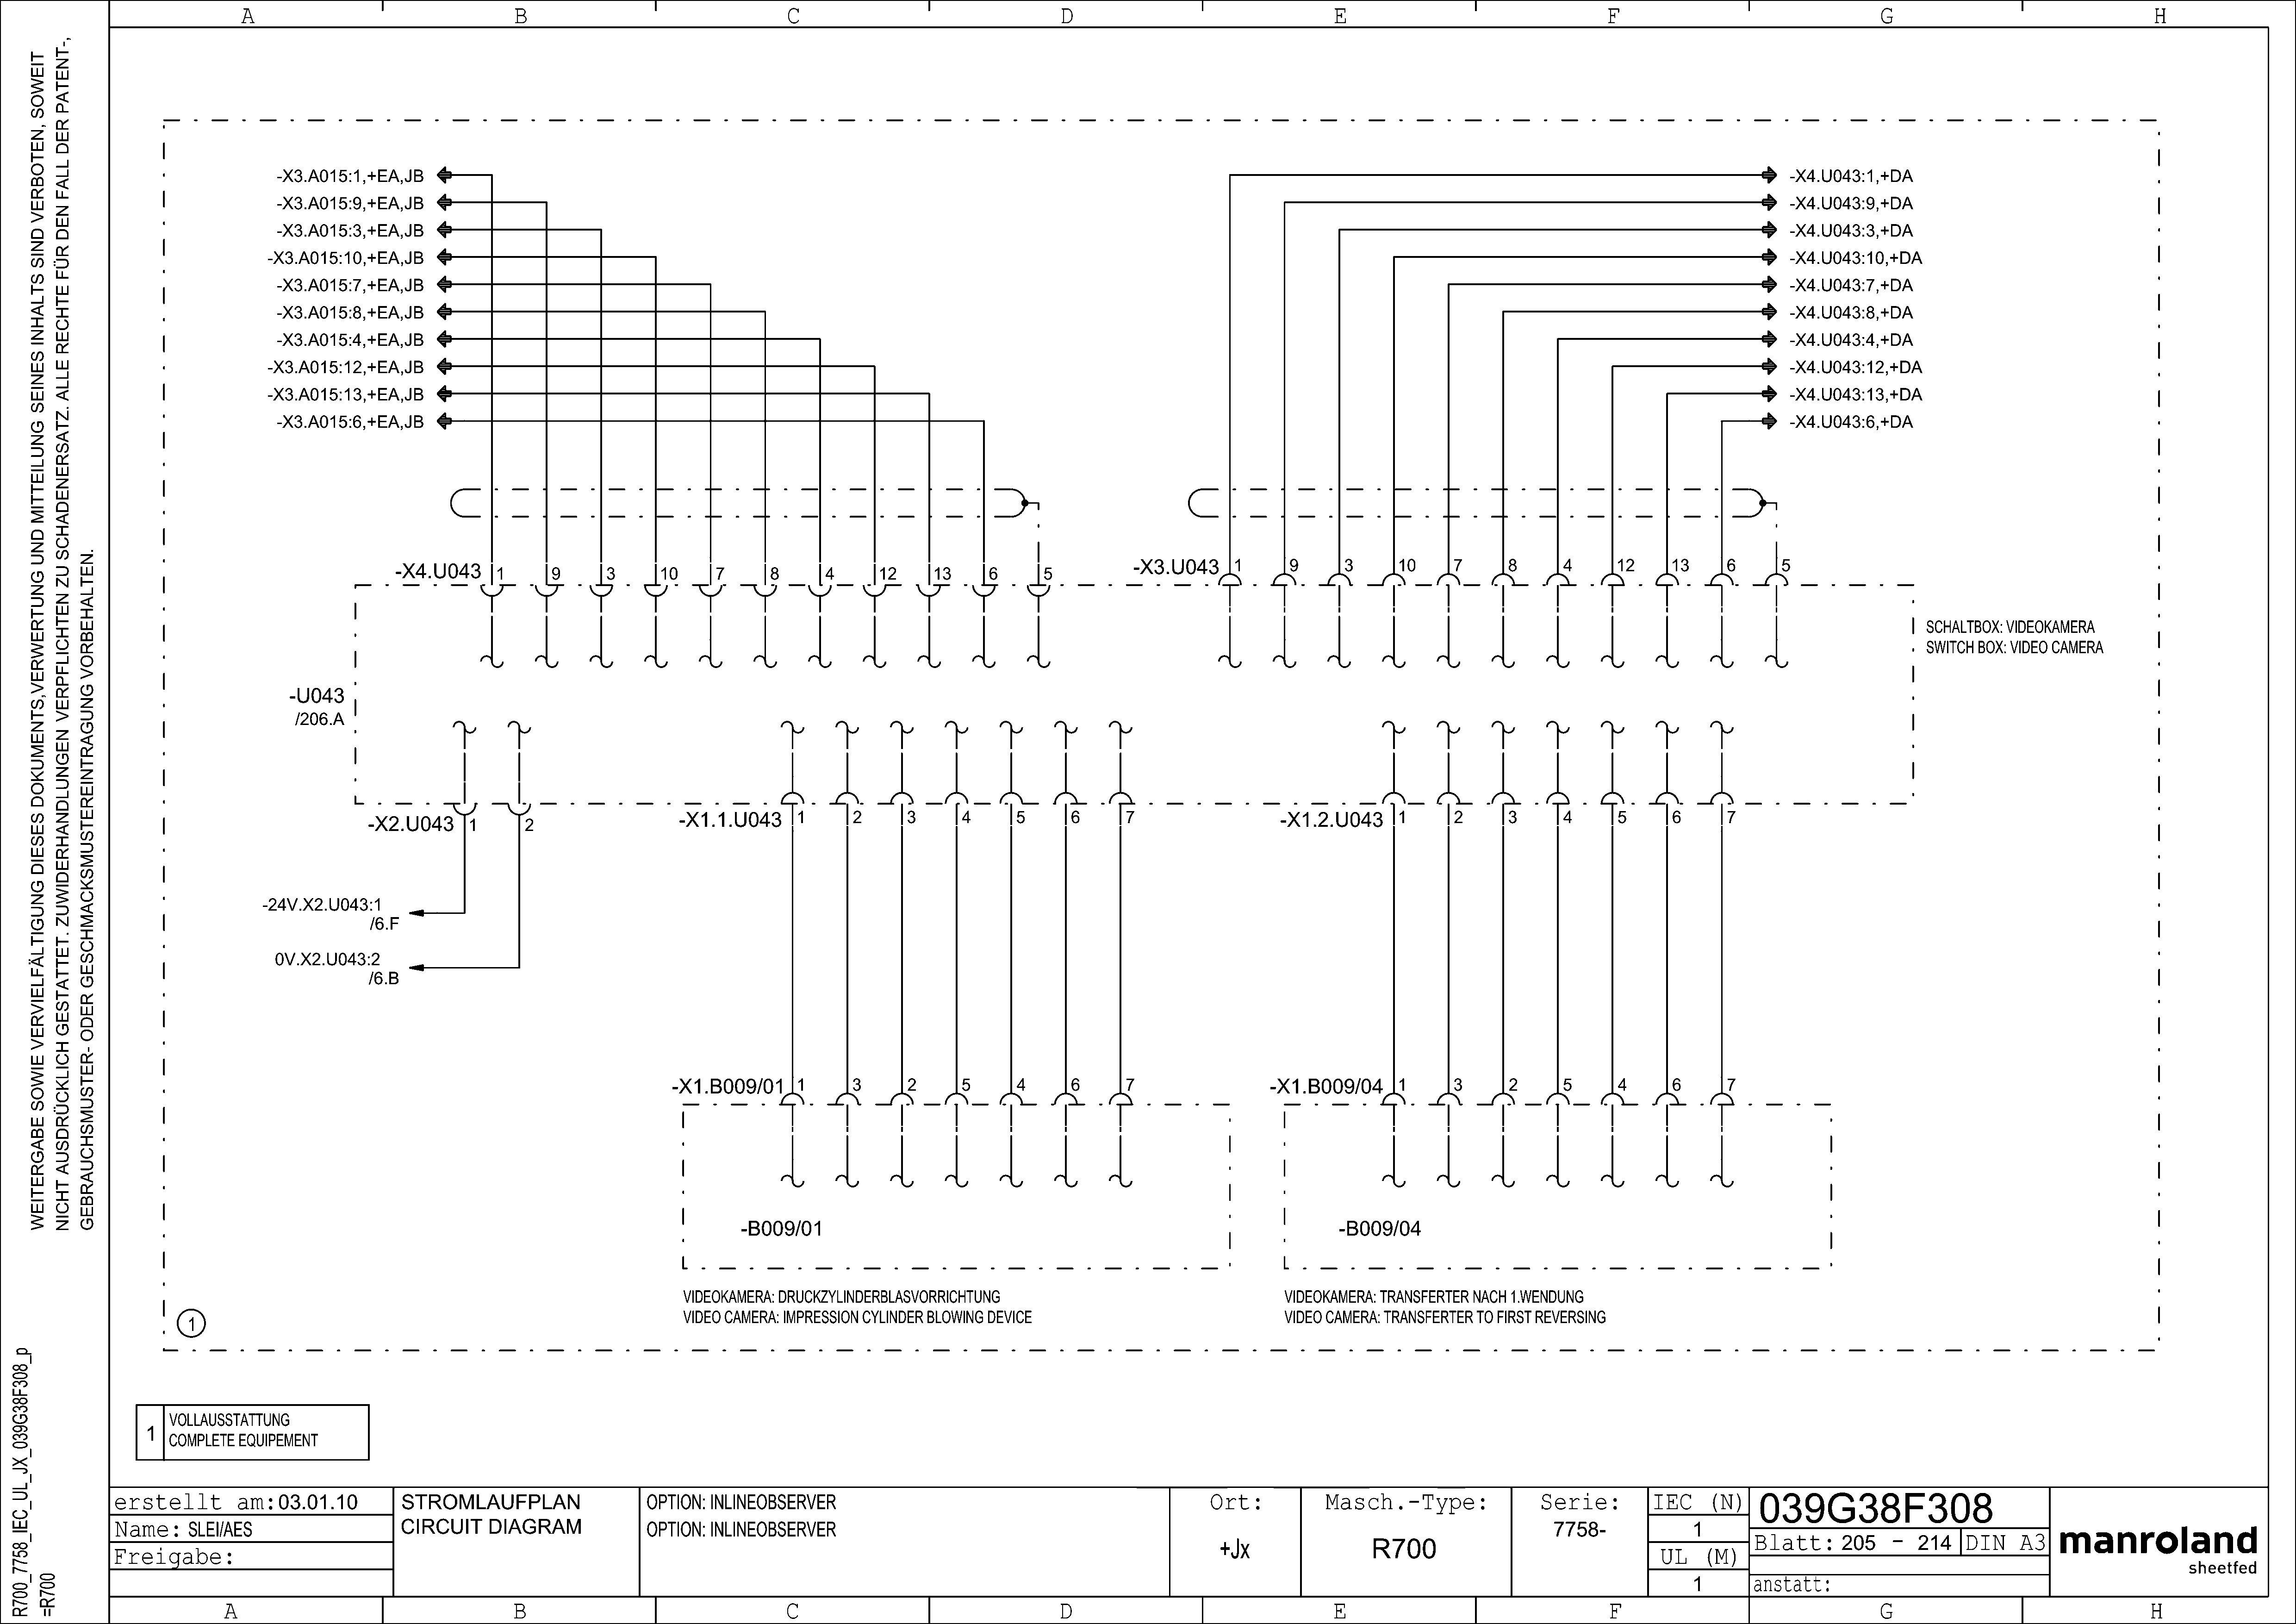 A B C D E F G H
WEITERGABE SOWIE VERVIELFÄLTIGUNG DIESES DOKUMENTS,VERWERTUNG UND MITTEILUNG SEINES INHALTS SIND VERBOTEN, SOWEIT
NICHT AUSDRÜCKLICH GESTATTET. ZUWIDERHANDLUNGEN VERPFLICHTEN ZU SCHADENERSATZ. ALLE RECHTE FÜR DEN FALL DER PATENT-,
GEBRAUCHSMUSTER- ODER GESCHMACKSMUSTEREINTRAGUNG VORBEHALTEN.
-X3.A015:1,+EA,JB
-X3.A015:9,+EA,JB
-X3.A015:3,+EA,JB
-X3.A015:10,+EA,JB
-X3.A015:7,+EA,JB
-X3.A015:8,+EA,JB
-X3.A015:4,+EA,JB
-X3.A015:12,+EA,JB
-X3.A015:13,+EA,JB
-X3.A015:6,+EA,JB
-X4.U043:1,+DA
-X4.U043:9,+DA
-X4.U043:3,+DA
-X4.U043:10,+DA
-X4.U043:7,+DA
-X4.U043:8,+DA
-X4.U043:4,+DA
-X4.U043:12,+DA
-X4.U043:13,+DA
-X4.U043:6,+DA
-X4.U043 1 9 3 10 7 8 4 12 13 6 5
-X3.U043 1 9 3 10 7 8 4 12 13 6 5
SCHALTBOX: VIDEOKAMERA
SWITCH BOX: VIDEO CAMERA
-U043
/206.A
-X2.U043 1 2
-X1.1.U043 1 2 3 4 5 6 7
-X1.2.U043 1 2 3 4 5 6 7
-24V.X2.U043:1
/6.F
0V.X2.U043:2
/6.B
-X1.B009/01 1 3 2 5 4 6 7
-X1.B009/04 1 3 2 5 4 6 7
-B009/01
-B009/04
VIDEOKAMERA: DRUCKZYLINDERBLASVORRICHTUNG
VIDEO CAMERA: IMPRESSION CYLINDER BLOWING DEVICE
VIDEOKAMERA: TRANSFERTER NACH 1.WENDUNG
VIDEO CAMERA: TRANSFERTER TO FIRST REVERSING
1
1 VOLLAUSSTATTUNG
COMPLETE EQUIPEMENT
R700_7758_IEC_UL_JX_039G38F308_p
=R700
erstellt am: 03.01.10
Name: SLEI/AES
Freigabe:
STROMLAUFPLAN
CIRCUIT DIAGRAM
OPTION: INLINEOBSERVER
OPTION: INLINEOBSERVER
Ort:
+Jx
Masch.-Type:
R700
Serie:
7758-
IEC (N)
1
UL (M)
1
039G38F308
Blatt: 205 - 214 DIN A3
anstatt:
manroland
sheetfed
A B C D E F G H